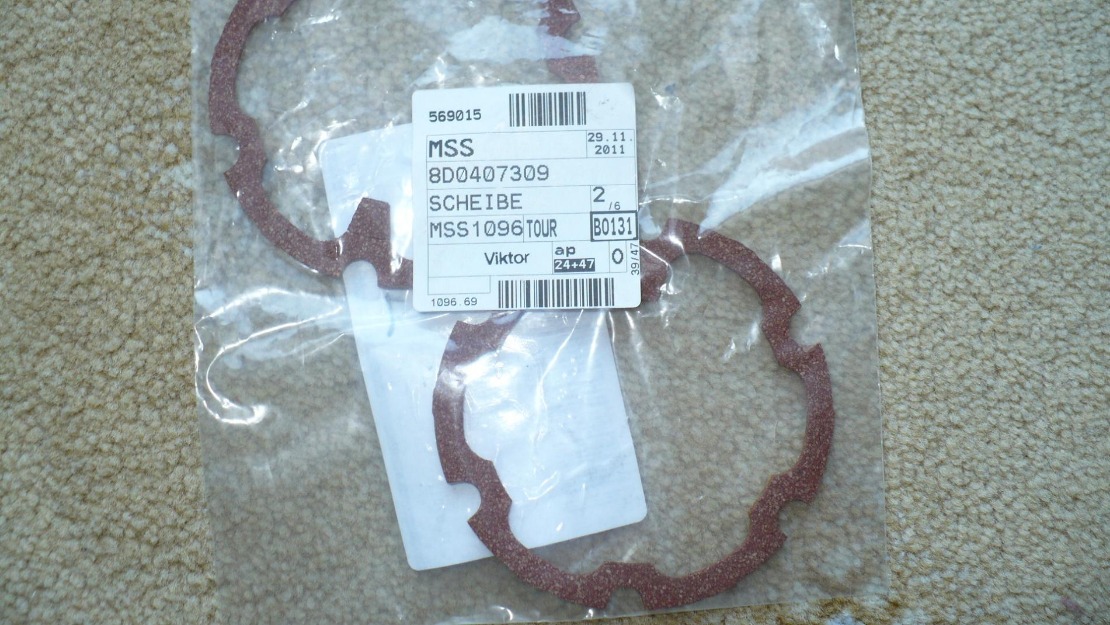 569015
MSS
29.11.
2011
8D0407309
SCHEIBE
2/6
MSS1096 TOUR B0131
Viktor
ap
24+47
0
39/47
1096.69